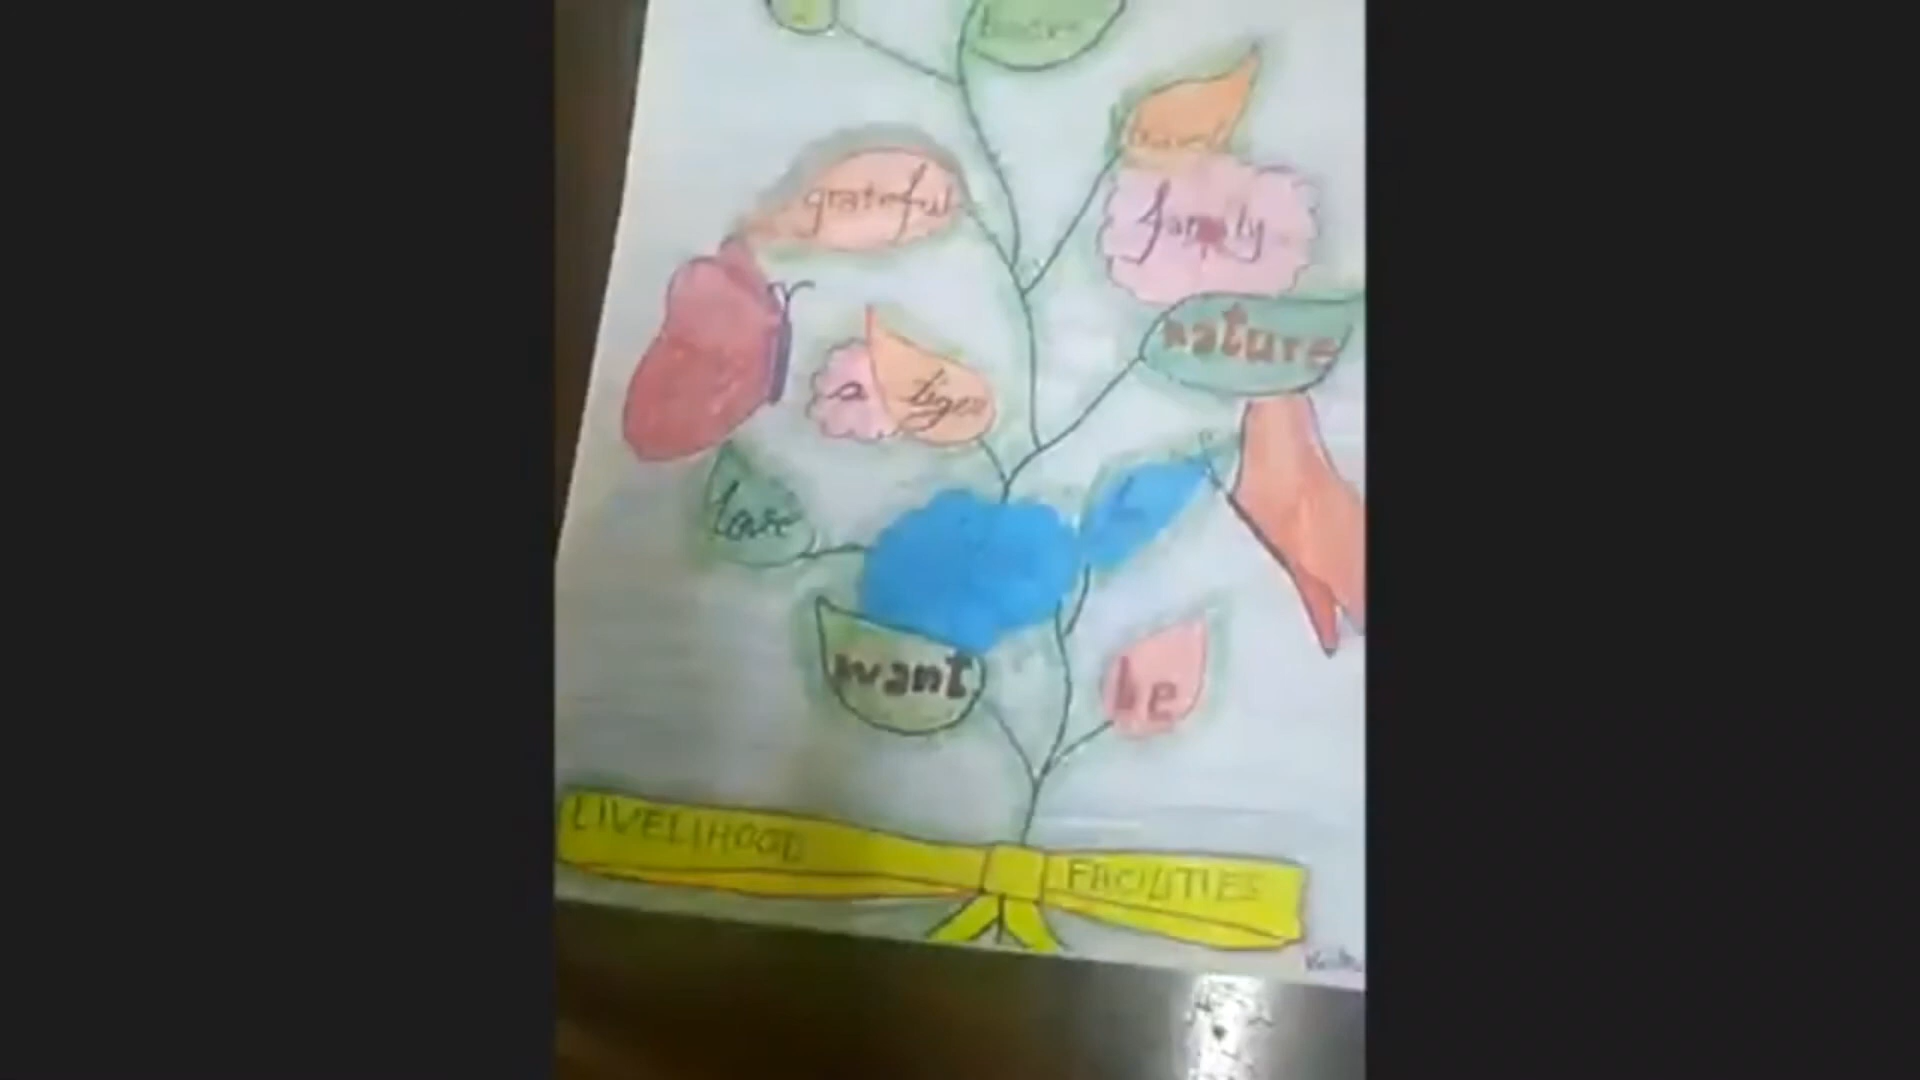 grateful
family
nature
a tiger
love
I
want
be
LIVELIHOOD FACILITIES